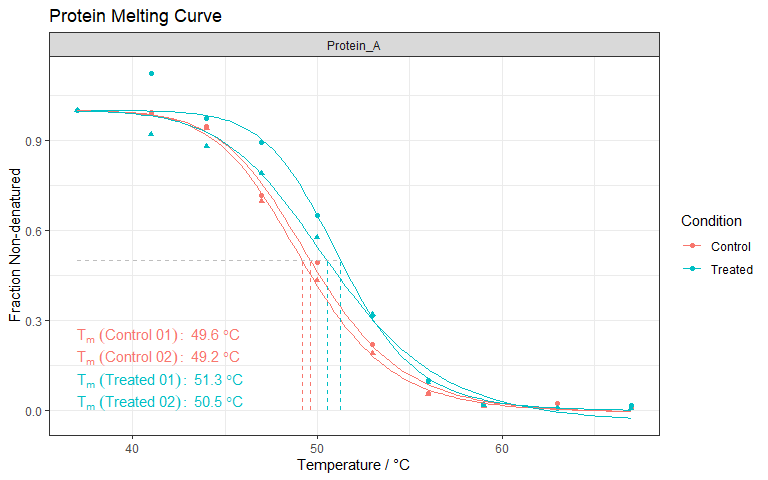 Protein Melting Curve
Protein_A
0.9
0.6
0.3
0.0
Fraction Non-denatured
Tm (Control 01): 49.6 °C
Tm (Control 02): 49.2 °C
Tm (Treated 01): 51.3 °C
Tm (Treated 02): 50.5 °C
40 50 60
Temperature / °C
Condition
Control
Treated